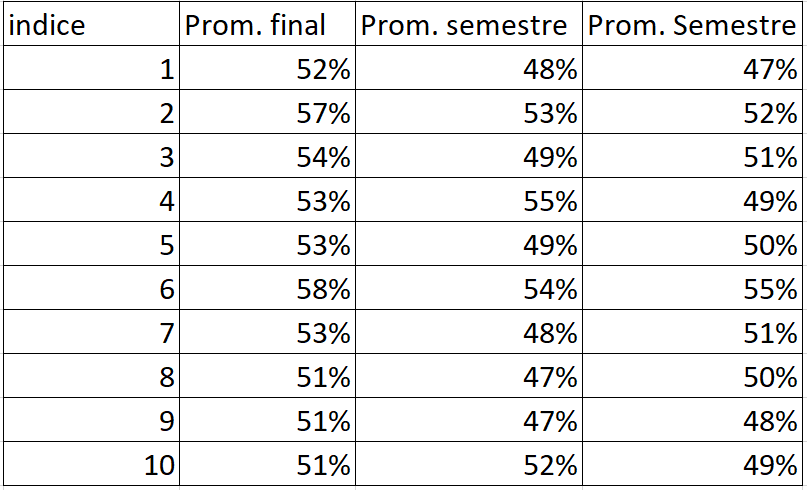 indice Prom. final Prom. semestre Prom. Semestre
1 52% 48% 47%
2 57% 53% 52%
3 54% 49% 51%
4 53% 55% 49%
5 53% 49% 50%
6 58% 54% 55%
7 53% 48% 51%
8 51% 47% 50%
9 51% 47% 48%
10 51% 52% 49%